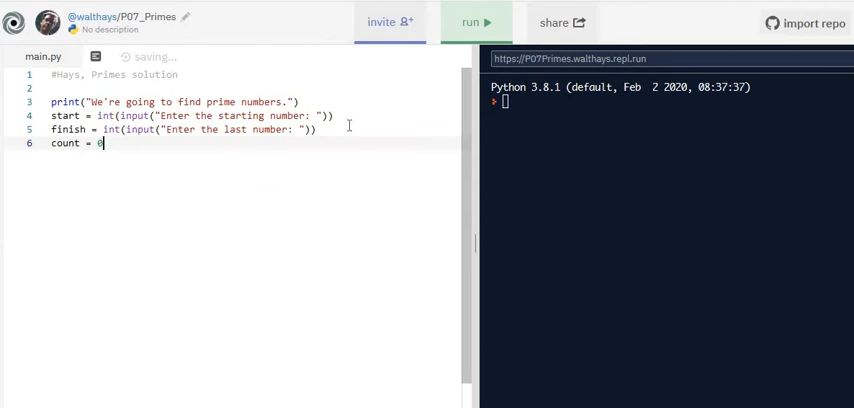 @walthays/P07_Primes
No description
invite
run
share
import repo
main.py
saving...
1 #Hays, Primes solution
2
3 print("We're going to find prime numbers.")
4 start = int(input("Enter the starting number: "))
5 finish = int(input("Enter the last number: "))
6 count = 0
https://P07Primes.walthays.repl.run
Python 3.8.1 (default, Feb  2 2020, 08:37:37)